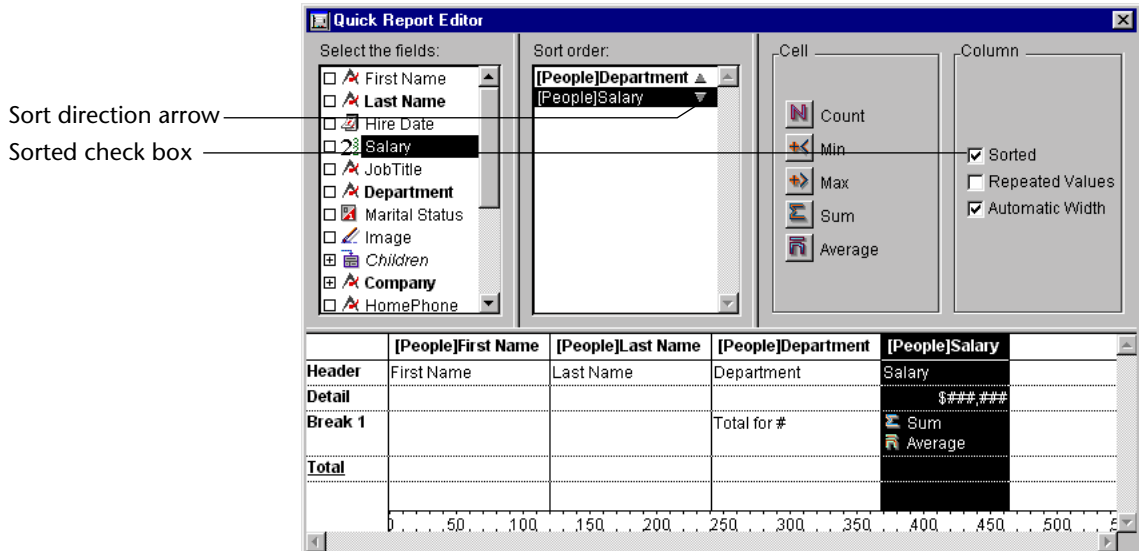 Quick Report Editor
Select the fields:
Sort order:
Cell
Column
First Name
Last Name
Hire Date
Salary
JobTitle
Department
Marital Status
Image
Children
Company
HomePhone
[People]Department
[People]Salary
Count
Min
Max
Sum
Average
Sorted
Repeated Values
Automatic Width
Sort direction arrow
Sorted check box
[People]First Name [People]Last Name [People]Department [People]Salary
Header First Name Last Name Department Salary
Detail $###,###
Break 1 Total for # Sum
Average
Total
0 50 100 150 200 250 300 350 400 450 500